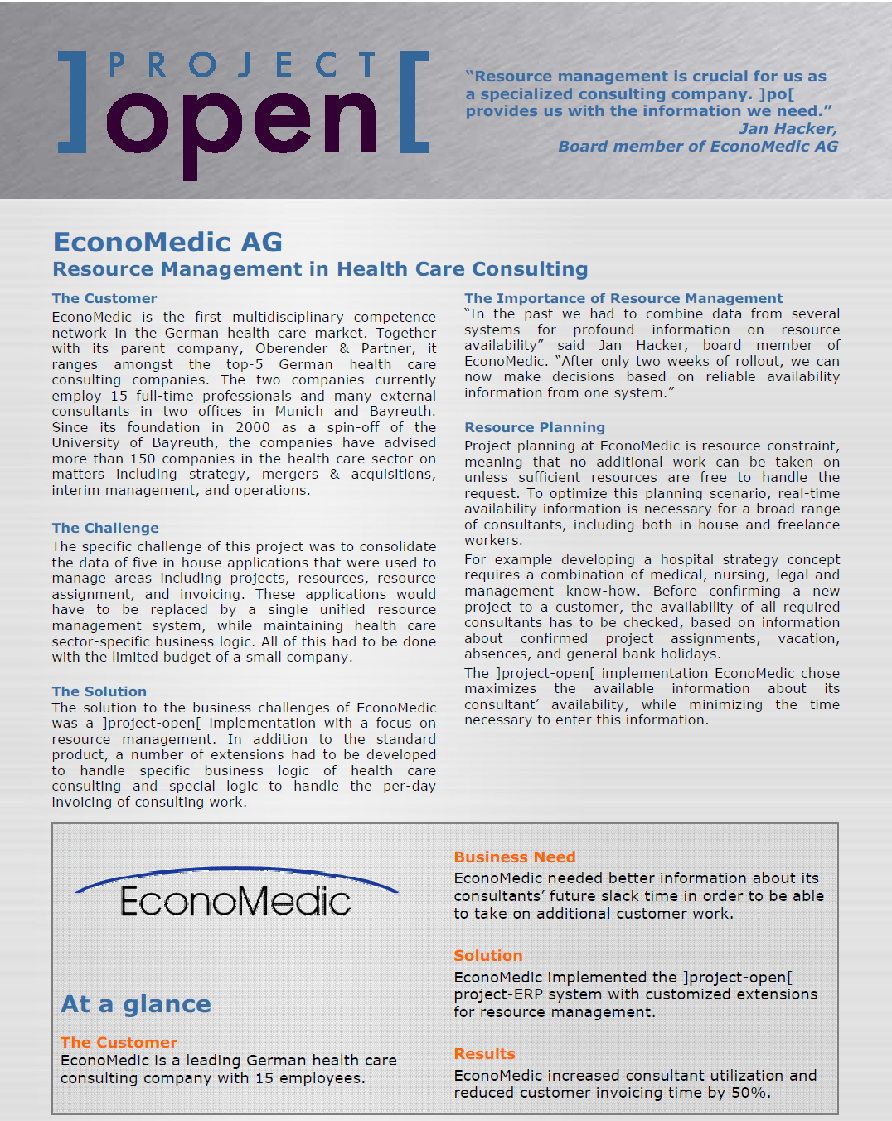 ]PROJECT
open[
“Resource management is crucial for us as
a specialized consulting company. ]po[
provides us with the information we need.”
Jan Hacker,
Board member of EconoMedic AG
EconoMedic AG
Resource Management in Health Care Consulting
The Customer
EconoMedic is the first multidisciplinary competence
network in the German health care market. Together
with its parent company, Oberender & Partner, it
ranges amongst the top-5 German health care
consulting companies. The two companies currently
employ 15 full-time professionals and many external
consultants in two offices in Munich and Bayreuth.
Since its foundation in 2000 as a spin-off of the
University of Bayreuth, the companies have advised
more than 150 companies in the health care sector on
matters including strategy, mergers & acquisitions,
interim management, and operations.
The Challenge
The specific challenge of this project was to consolidate
the data of five in house applications that were used to
manage areas including projects, resources, resource
assignment, and invoicing. These applications would
have to be replaced by a single unified resource
management system, while maintaining health care
sector-specific business logic. All of this had to be done
with the limited budget of a small company.
The Solution
The solution to the business challenges of EconoMedic
was a ]project-open[ implementation with a focus on
resource management. In addition to the standard
product, a number of extensions had to be developed
to handle specific business logic of health care
consulting and special logic to handle the per-day
invoicing of consulting work.
The Importance of Resource Management
“In the past we had to combine data from several
systems for profound information on resource
availability” said Jan Hacker, board member of
EconoMedic. “After only two weeks of rollout, we can
now make decisions based on reliable availability
information from one system.”
Resource Planning
Project planning at EconoMedic is resource constraint,
meaning that no additional work can be taken on
unless sufficient resources are free to handle the
request. To optimize this planning scenario, real-time
availability information is necessary for a broad range
of consultants, including both in house and freelance
workers.
For example developing a hospital strategy concept
requires a combination of medical, nursing, legal and
management know-how. Before confirming a new
project to a customer, the availability of all required
consultants has to be checked, based on information
about confirmed project assignments, vacation,
absences, and general bank holidays.
The ]project-open[ implementation EconoMedic chose
maximizes the available information about its
consultant’ availability, while minimizing the time
necessary to enter this information.
EconoMedic
At a glance
The Customer
EconoMedic is a leading German health care
consulting company with 15 employees.
Business Need
EconoMedic needed better information about its
consultants’ future slack time in order to be able
to take on additional customer work.
Solution
EconoMedic implemented the ]project-open[
project-ERP system with customized extensions
for resource management.
Results
EconoMedic increased consultant utilization and
reduced customer invoicing time by 50%.